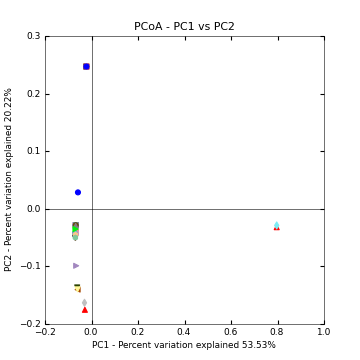 PCoA - PC1 vs PC2
PC2 - Percent variation explained 20.22%
0.3
0.2
0.1
0.0
−0.1
−0.2
−0.2 0.0 0.2 0.4 0.6 0.8 1.0
PC1 - Percent variation explained 53.53%